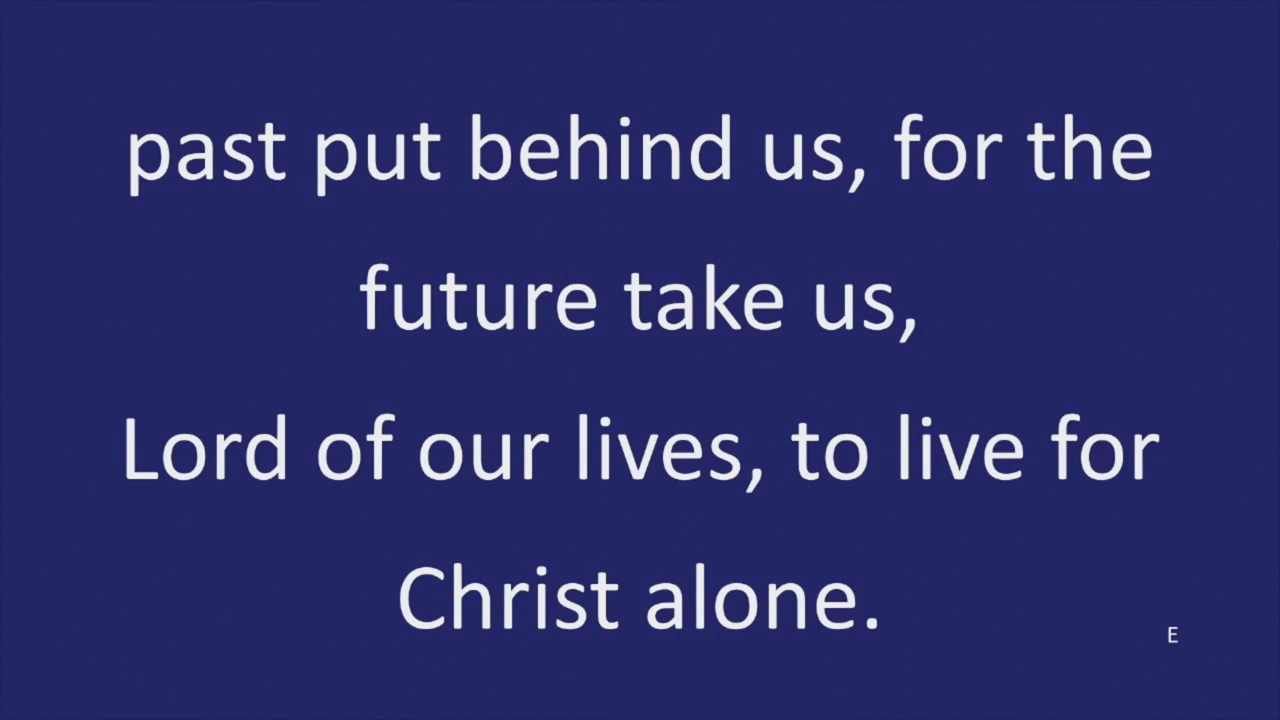 past put behind us, for the
future take us,
Lord of our lives, to live for
Christ alone.
E